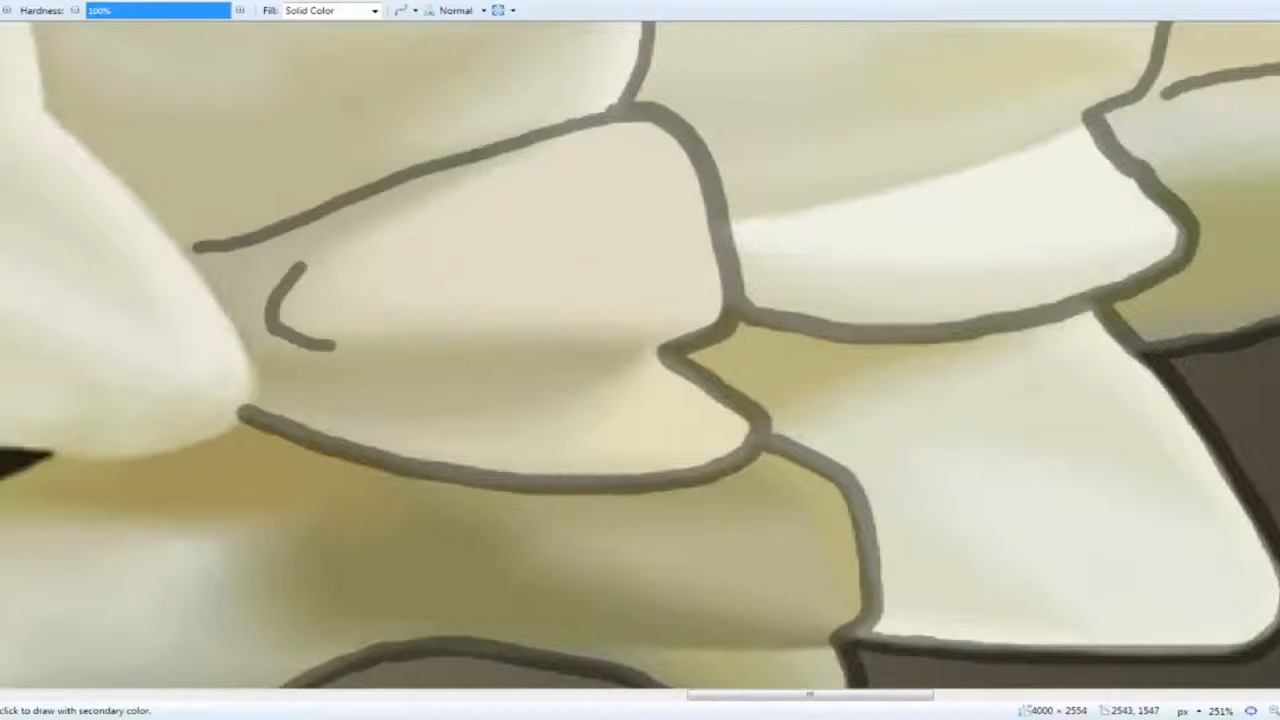 Hardness: 100% Fill: Solid Color Normal
click to draw with secondary color. 4000 × 2554 2543, 1547 px 251%